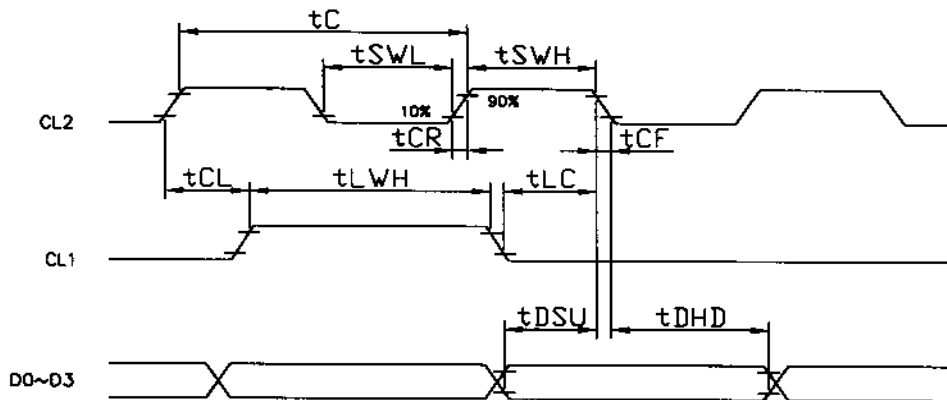 tC
tSWL tSWH
CL2 10% 90%
tCR tCF
tCL tLWH tLC
CL1
tDSU tDHD
D0~D3